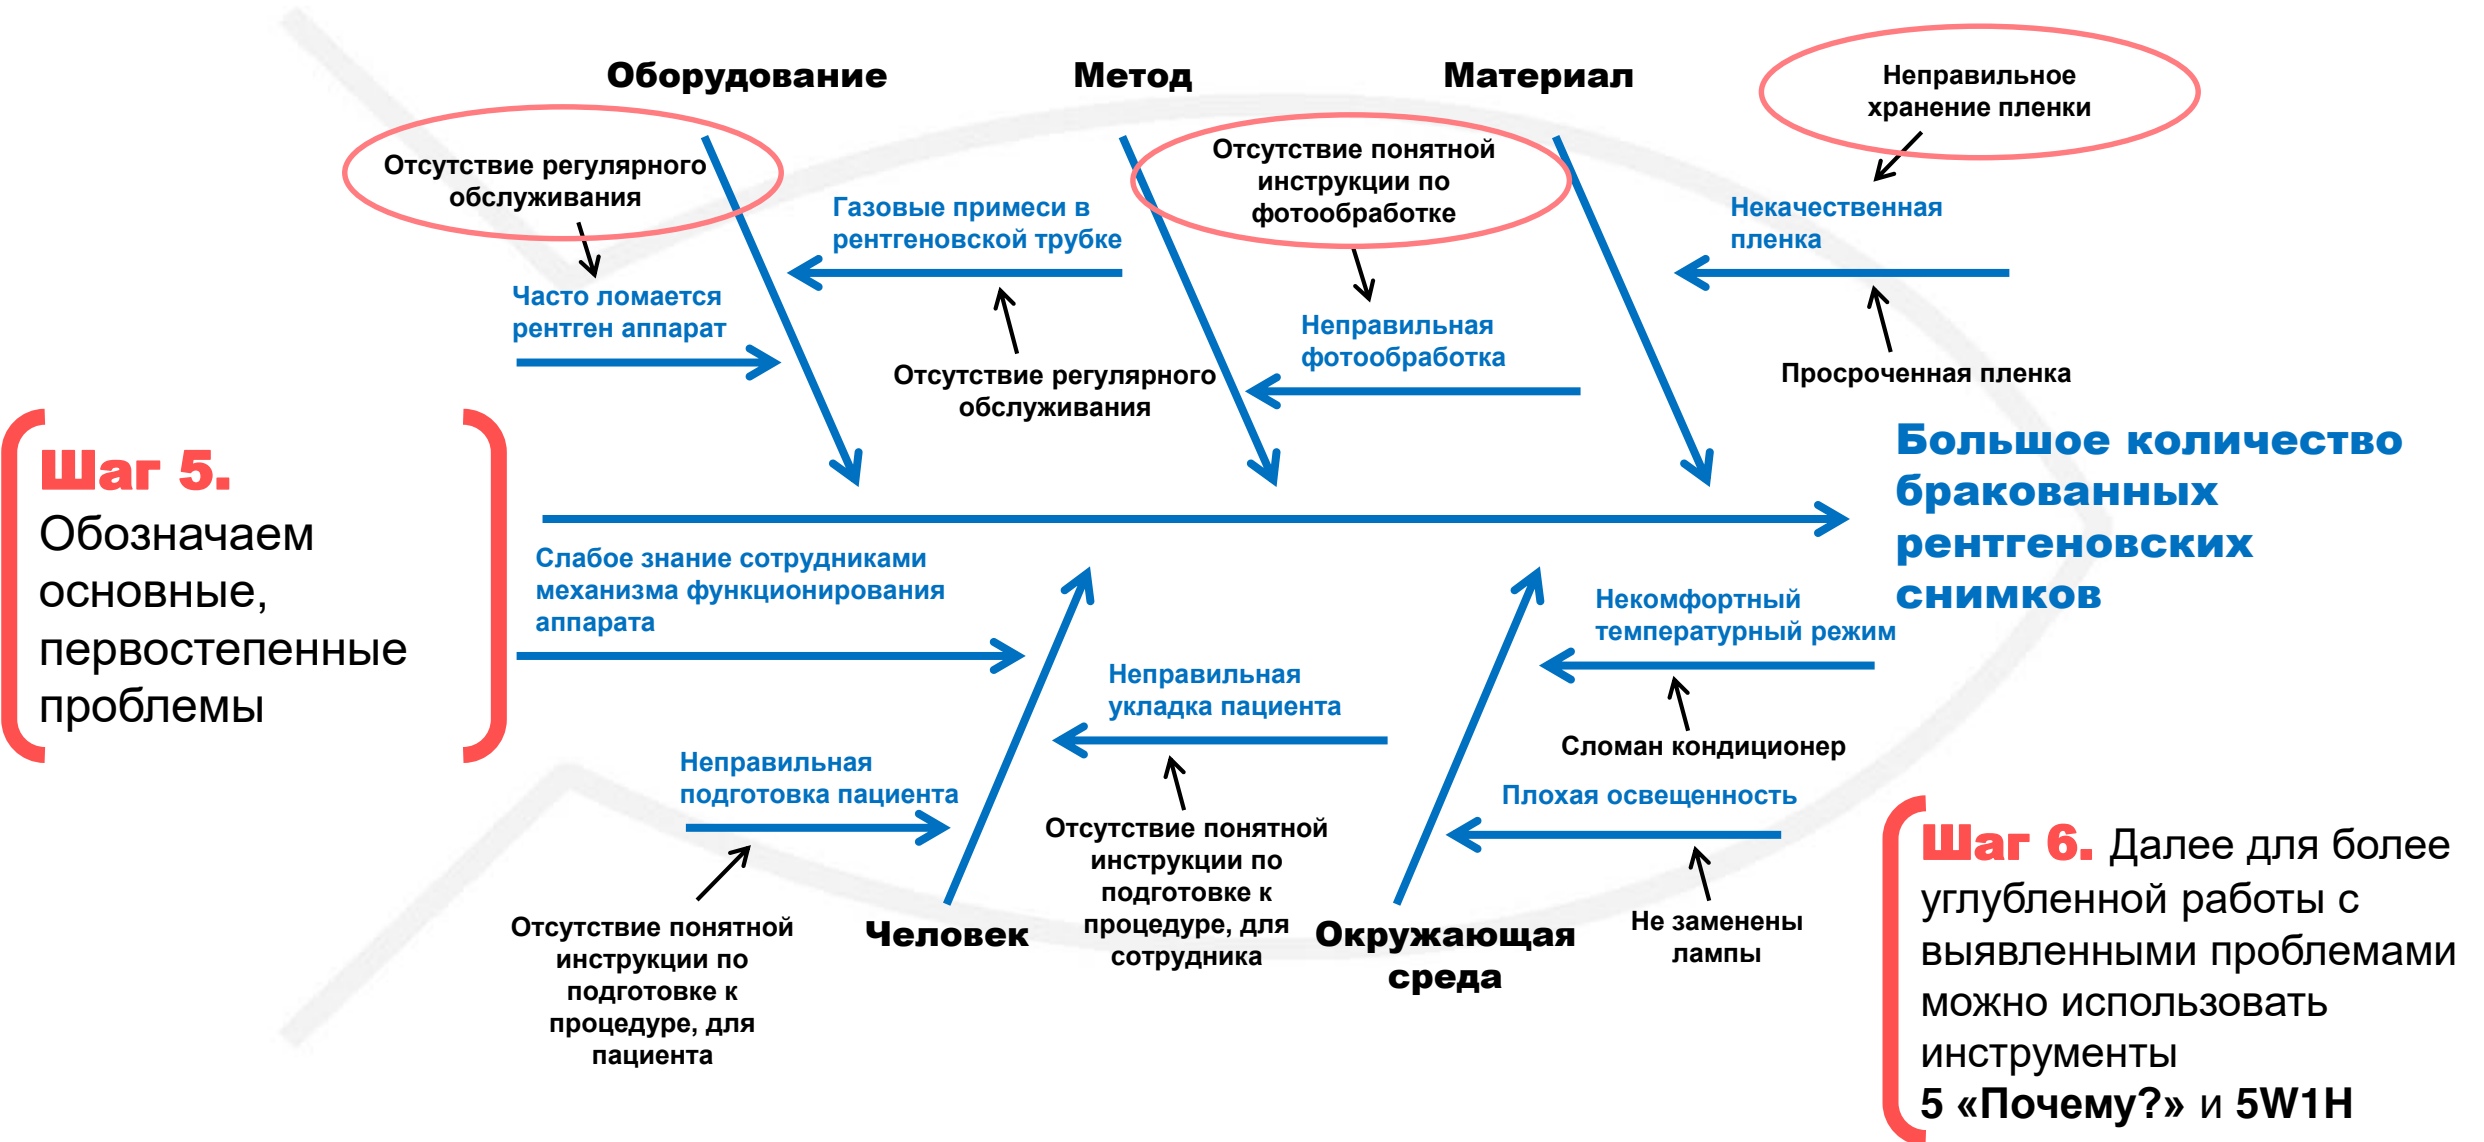 Оборудование
Метод
Материал
Неправильное
хранение пленки
Отсутствие регулярного
обслуживания
Газовые примеси в
рентгеновской трубке
Отсутствие понятной
инструкции по
фотообработке
Некачественная
пленка
Часто ломается
рентген аппарат
Отсутствие регулярного
обслуживания
Неправильная
фотообработка
Просроченная пленка
Шаг 5.
Обозначаем
основные,
первостепенные
проблемы
Большое количество
бракованных
рентгеновских
снимков
Слабое знание сотрудниками
механизма функционирования
аппарата
Неправильная
укладка пациента
Некомфортный
температурный режим
Сломан кондиционер
Неправильная
подготовка пациента
Плохая освещенность
Отсутствие понятной
инструкции по
подготовке к
процедуре, для
пациента
Человек
Отсутствие понятной
инструкции по
подготовке к
процедуре, для
сотрудника
Окружающая
среда
Не заменены
лампы
Шаг 6. Далее для более
углубленной работы с
выявленными проблемами
можно использовать
инструменты
5 «Почему?» и 5W1H